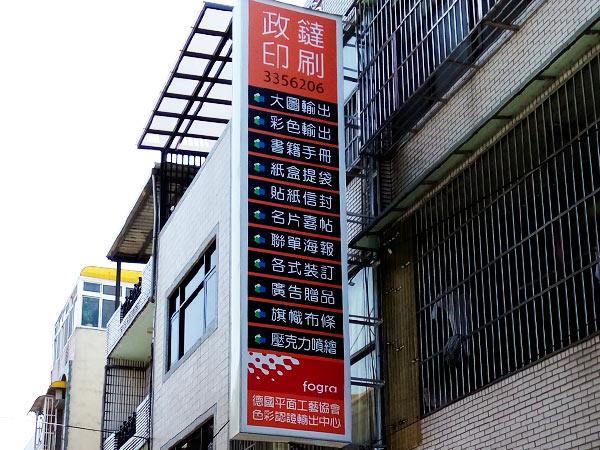 政鐽
印刷
3356206
大圖輸出
彩色輸出
書籍手冊
紙盒提袋
貼紙信封
名片喜帖
聯單海報
各式裝訂
廣告贈品
旗幟布條
壓克力噴繪
fogra
德國平面工藝協會
色彩認證輸出中心